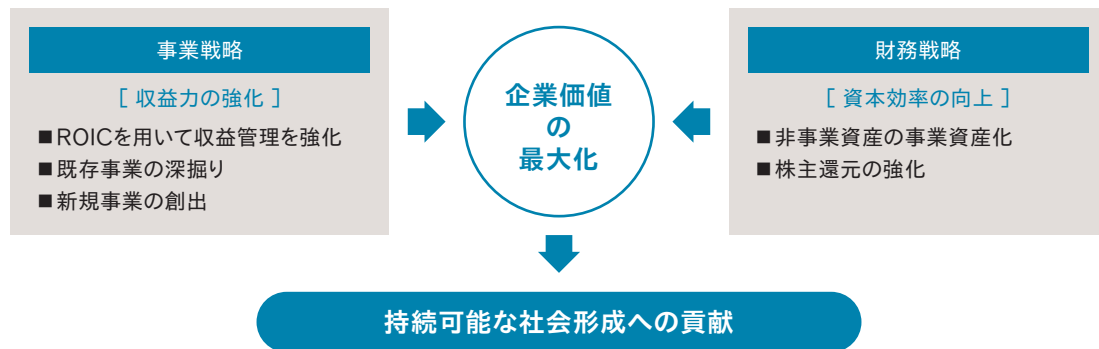 事業戦略
[ 収益力の強化 ]
■ROICを用いて収益管理を強化
■既存事業の深掘り
■新規事業の創出
企業価値
の
最大化
財務戦略
[ 資本効率の向上 ]
■非事業資産の事業資産化
■株主還元の強化
持続可能な社会形成への貢献